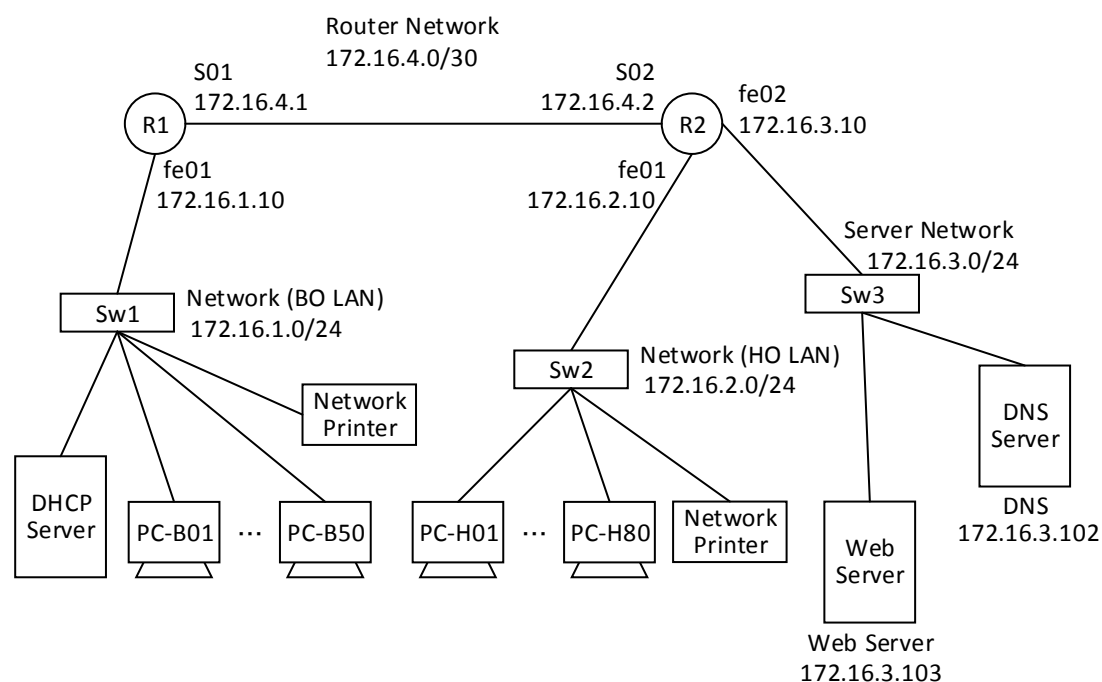 Router Network
172.16.4.0/30
S01
172.16.4.1
S02
172.16.4.2
fe02
172.16.3.10
R1
R2
fe01
172.16.1.10
fe01
172.16.2.10
Server Network
172.16.3.0/24
Sw3
Network (BO LAN)
172.16.1.0/24
Sw1
Network (HO LAN)
172.16.2.0/24
Sw2
Network
Printer
DNS
Server
DHCP
Server
PC-B01
...
PC-B50
PC-H01
...
PC-H80
Network
Printer
DNS
172.16.3.102
Web
Server
Web Server
172.16.3.103